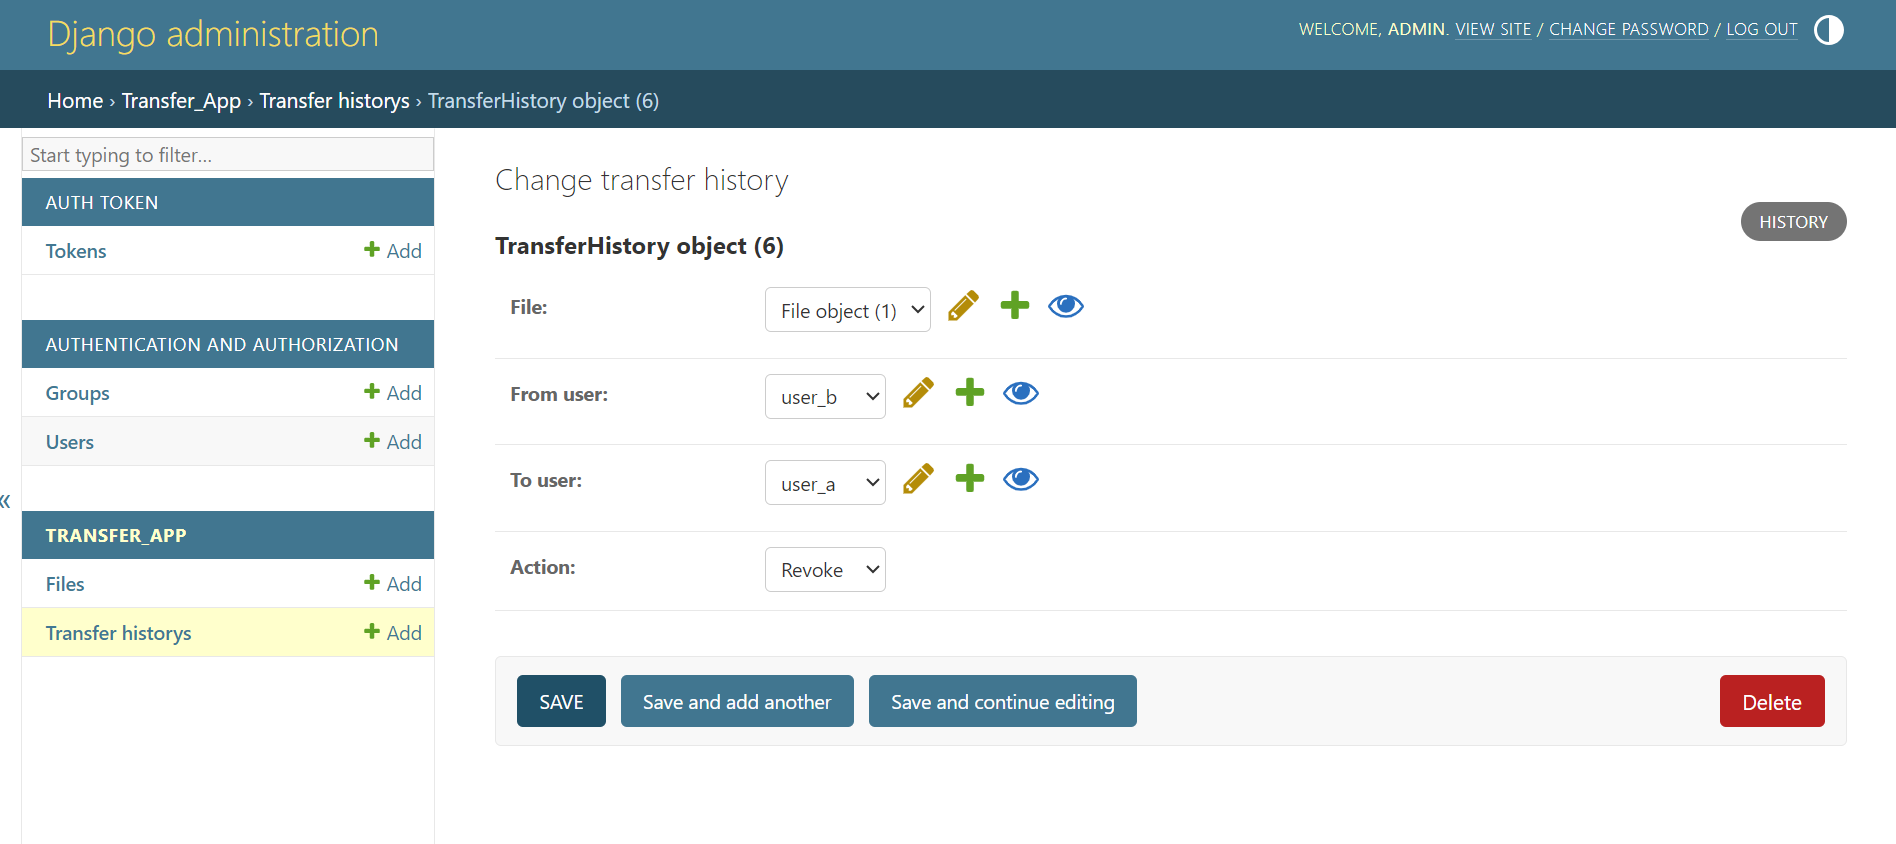 Django administration
WELCOME, ADMIN. VIEW SITE / CHANGE PASSWORD / LOG OUT
Home › Transfer_App › Transfer historys › TransferHistory object (6)
Start typing to filter...
AUTH TOKEN
Tokens Add
AUTHENTICATION AND AUTHORIZATION
Groups Add
Users Add
«
TRANSFER_APP
Files Add
Transfer historys Add
Change transfer history
HISTORY
TransferHistory object (6)
File: File object (1)
From user: user_b
To user: user_a
Action: Revoke
SAVE Save and add another Save and continue editing Delete